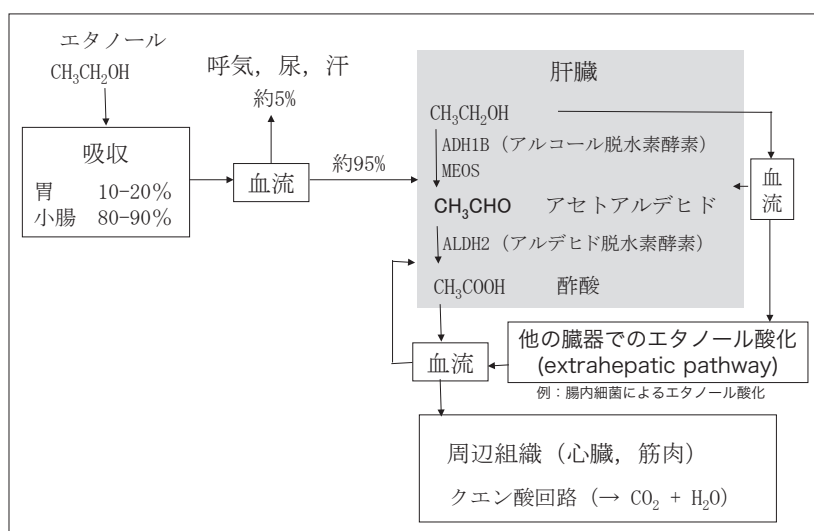 エタノール
CH₃CH₂OH
吸収
胃 10-20%
小腸 80-90%
呼気，尿，汗
約5%
血流
約95%
肝臓
CH₃CH₂OH
ADH1B（アルコール脱水素酵素）
MEOS
CH₃CHO アセトアルデヒド
ALDH2（アルデヒド脱水素酵素）
CH₃COOH 酢酸
血流
他の臓器でのエタノール酸化
(extrahepatic pathway)
例：腸内細菌によるエタノール酸化
血流
周辺組織（心臓，筋肉）
クエン酸回路（→ CO₂ + H₂O）